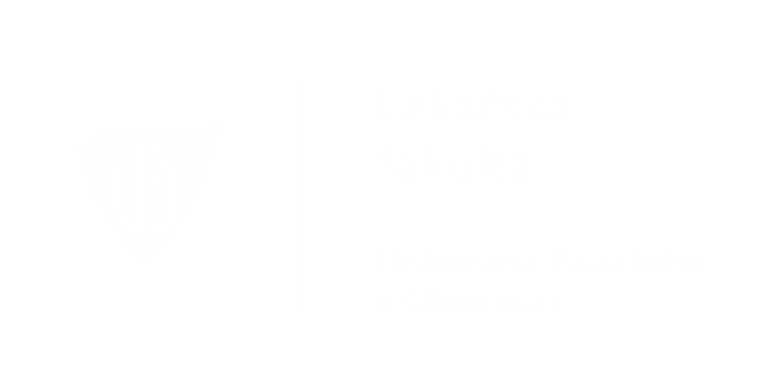 Lékařská
fakulta
Univerzita Palackého
v Olomouci